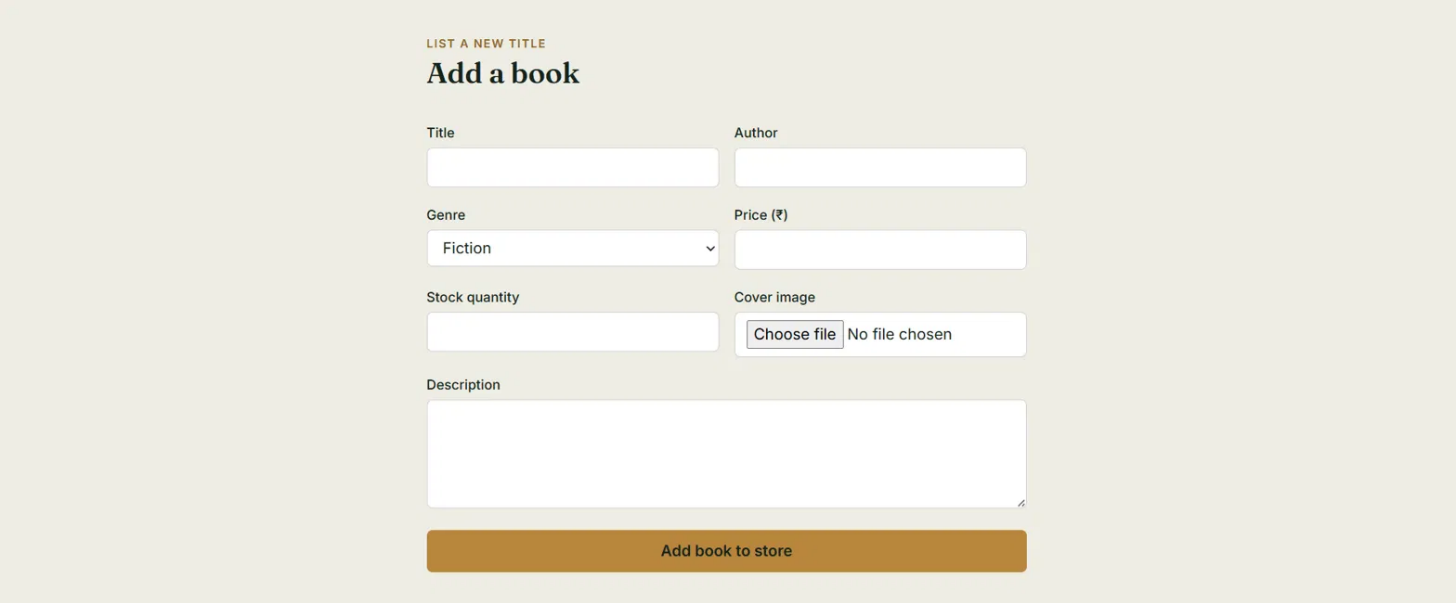 LIST A NEW TITLE
Add a book
Title
Author
Genre
Price (₹)
Fiction
Stock quantity
Cover image
Choose file No file chosen
Description
Add book to store